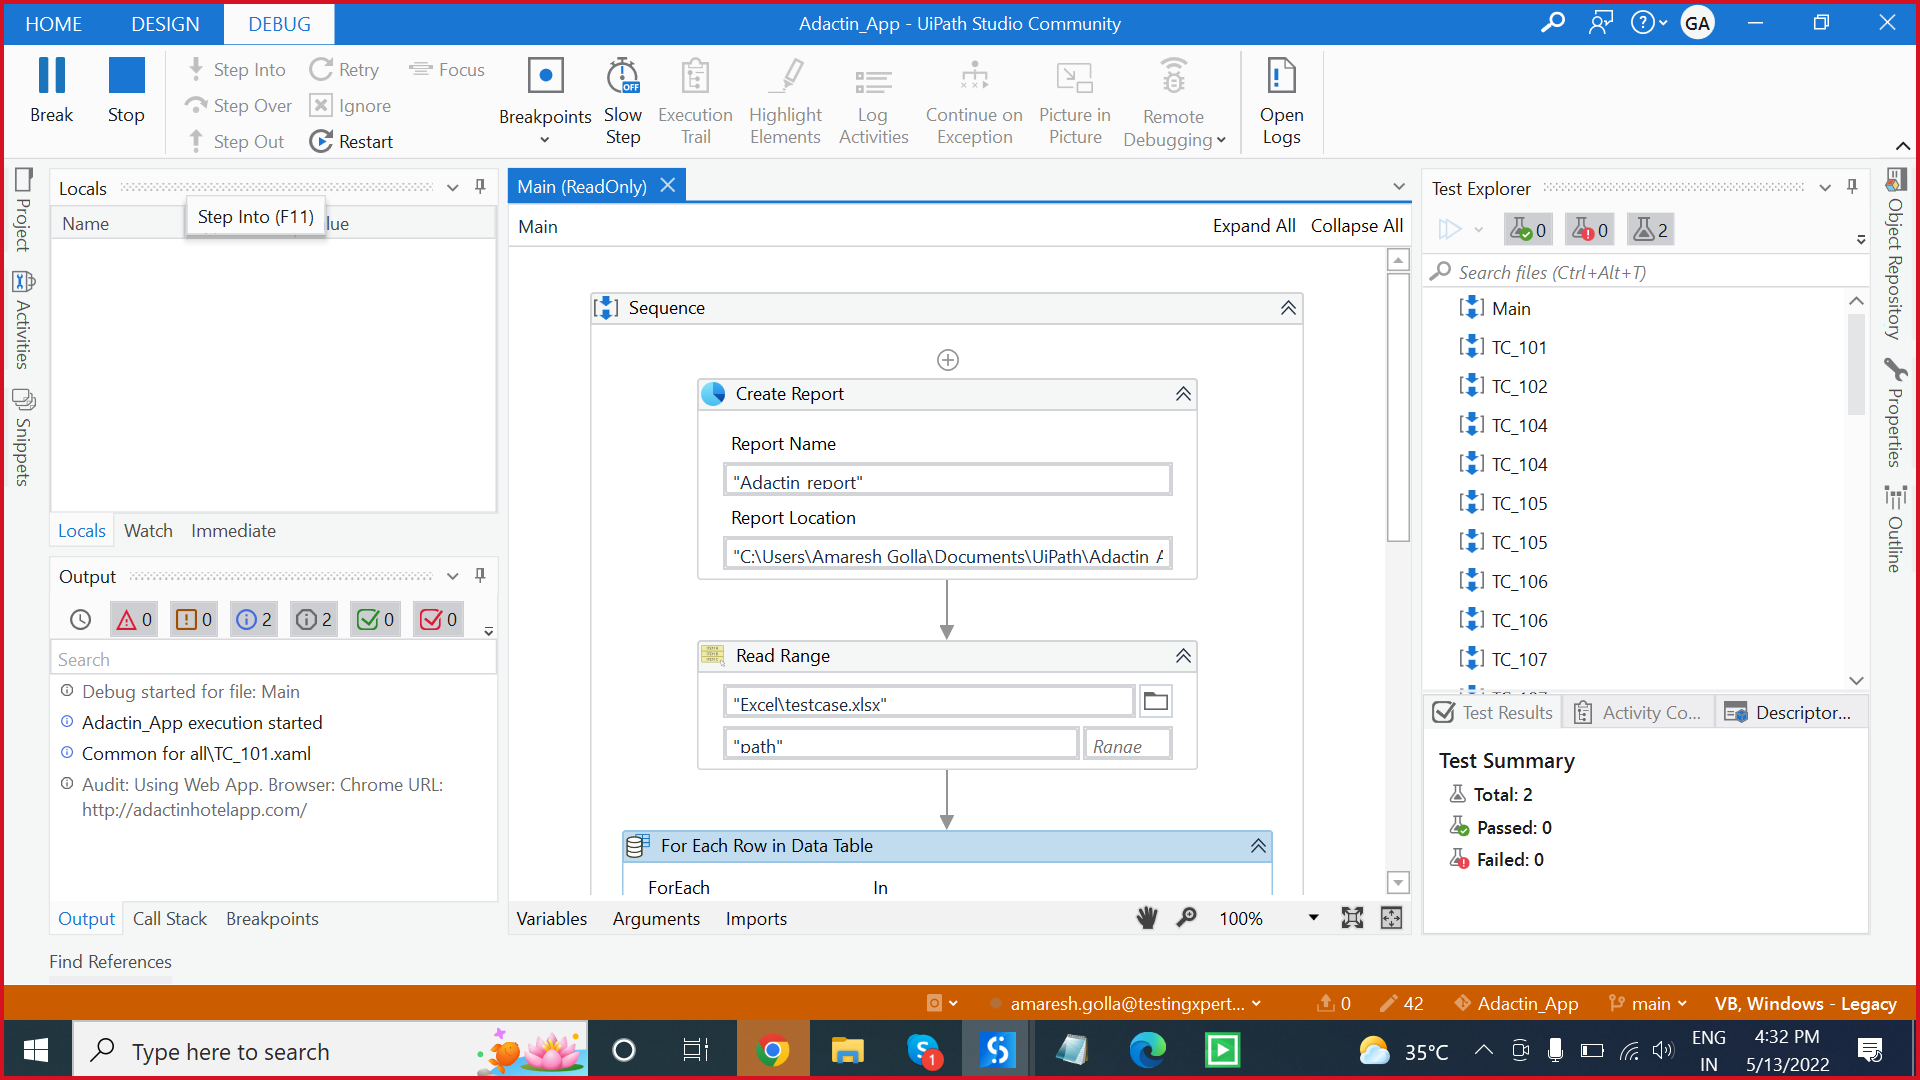 HOME DESIGN DEBUG
Adactin_App - UiPath Studio Community
GA
Break
Stop
Step Into
Step Over
Step Out
Retry
Ignore
Restart
Focus
Breakpoints
Slow
Step
Execution
Trail
Highlight
Elements
Log
Activities
Continue on
Exception
Picture in
Picture
Remote
Debugging
Open
Logs
Project
Activities
Snippets
Locals
Name
lue
Step Into (F11)
Locals Watch Immediate
Output
0 0 2 2 0 0
Search
Debug started for file: Main
Adactin_App execution started
Common for all\TC_101.xaml
Audit: Using Web App. Browser: Chrome URL:
http://adactinhotelapp.com/
Output Call Stack Breakpoints
Find References
Main (ReadOnly)
Main
Expand All Collapse All
Sequence
Create Report
Report Name
"Adactin_report"
Report Location
"C:\Users\Amaresh Golla\Documents\UiPath\Adactin_A
Read Range
"Excel\testcase.xlsx"
"path"
Range
For Each Row in Data Table
ForEach In
Variables Arguments Imports
100%
Test Explorer
0 0 2
Search files (Ctrl+Alt+T)
Main
TC_101
TC_102
TC_104
TC_104
TC_105
TC_105
TC_106
TC_106
TC_107
Test Results Activity Co... Descriptor...
Test Summary
Total: 2
Passed: 0
Failed: 0
Object Repository
Properties
Outline
amaresh.golla@testingxpert...
0
42
Adactin_App
main
VB, Windows - Legacy
Type here to search
1
35°C
ENG
IN
4:32 PM
5/13/2022